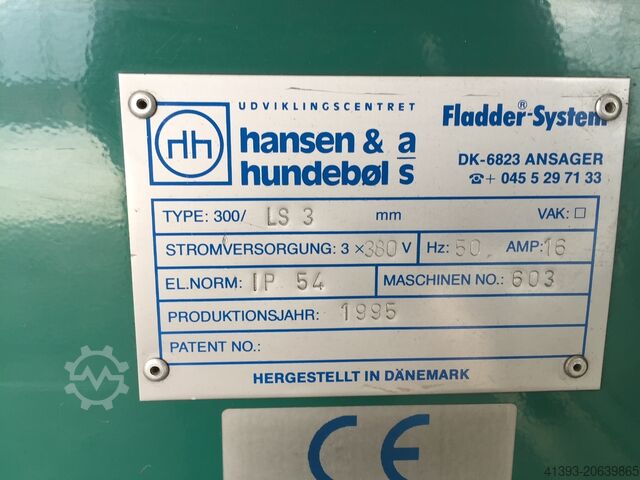 UDVIKLINGSCENTRET
hansen & a/s
hundebøl
Fladder®-System
DK-6823 ANSAGER
☎+ 045 5 29 71 33
hh
TYPE: 300/ LS 3 mm VAK: □
STROMVERSORGUNG: 3 × 380 V Hz: 50 AMP: 16
EL.NORM: IP 54 MASCHINEN NO.: 603
PRODUKTIONSJAHR: 1995
PATENT NO.:
HERGESTELLT IN DÄNEMARK
CE
41393-20639865